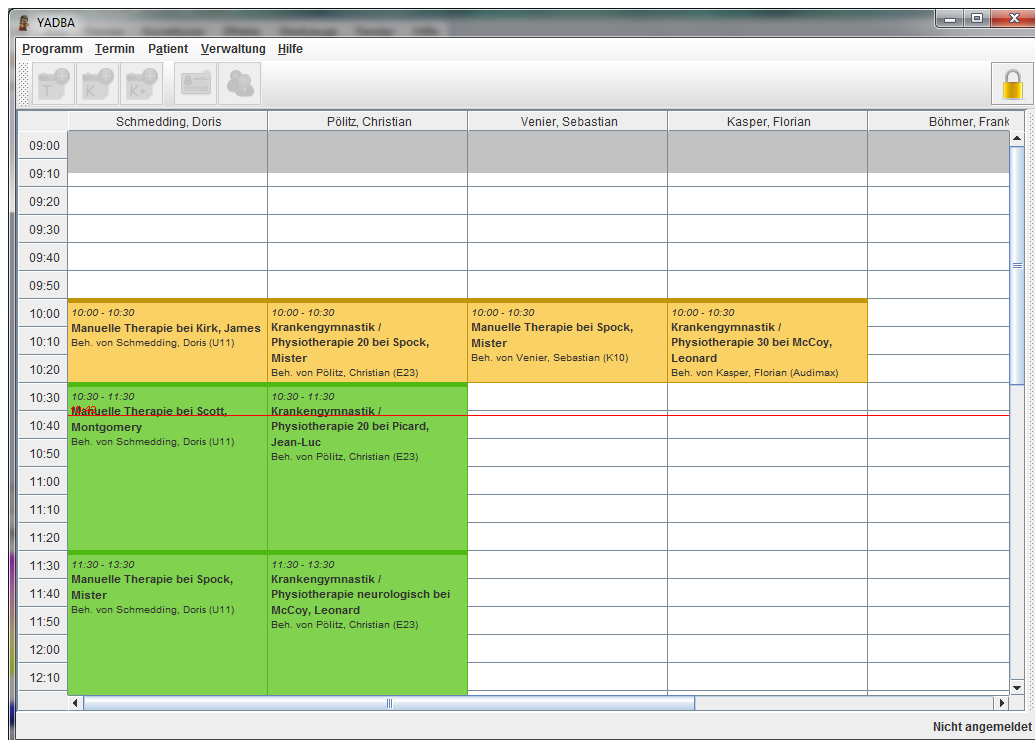 YADBA
Programm Termin Patient Verwaltung Hilfe
T K K+
Schmedding, Doris Pölitz, Christian Venier, Sebastian Kasper, Florian Böhmer, Frank
09:00
09:10
09:20
09:30
09:40
09:50
10:00
10:10
10:20
10:30
10:40
10:50
11:00
11:10
11:20
11:30
11:40
11:50
12:00
12:10
10:00 - 10:30
Manuelle Therapie bei Kirk, James
Beh. von Schmedding, Doris (U11)
10:00 - 10:30
Krankengymnastik /
Physiotherapie 20 bei Spock,
Mister
Beh. von Pölitz, Christian (E23)
10:00 - 10:30
Manuelle Therapie bei Spock,
Mister
Beh. von Venier, Sebastian (K10)
10:00 - 10:30
Krankengymnastik /
Physiotherapie 30 bei McCoy,
Leonard
Beh. von Kasper, Florian (Audimax)
10:30 - 11:30
Manuelle Therapie bei Scott,
Montgomery
Beh. von Schmedding, Doris (U11)
10:30 - 11:30
Krankengymnastik /
Physiotherapie 20 bei Picard,
Jean-Luc
Beh. von Pölitz, Christian (E23)
11:30 - 13:30
Manuelle Therapie bei Spock,
Mister
Beh. von Schmedding, Doris (U11)
11:30 - 13:30
Krankengymnastik /
Physiotherapie neurologisch bei
McCoy, Leonard
Beh. von Pölitz, Christian (E23)
Nicht angemeldet